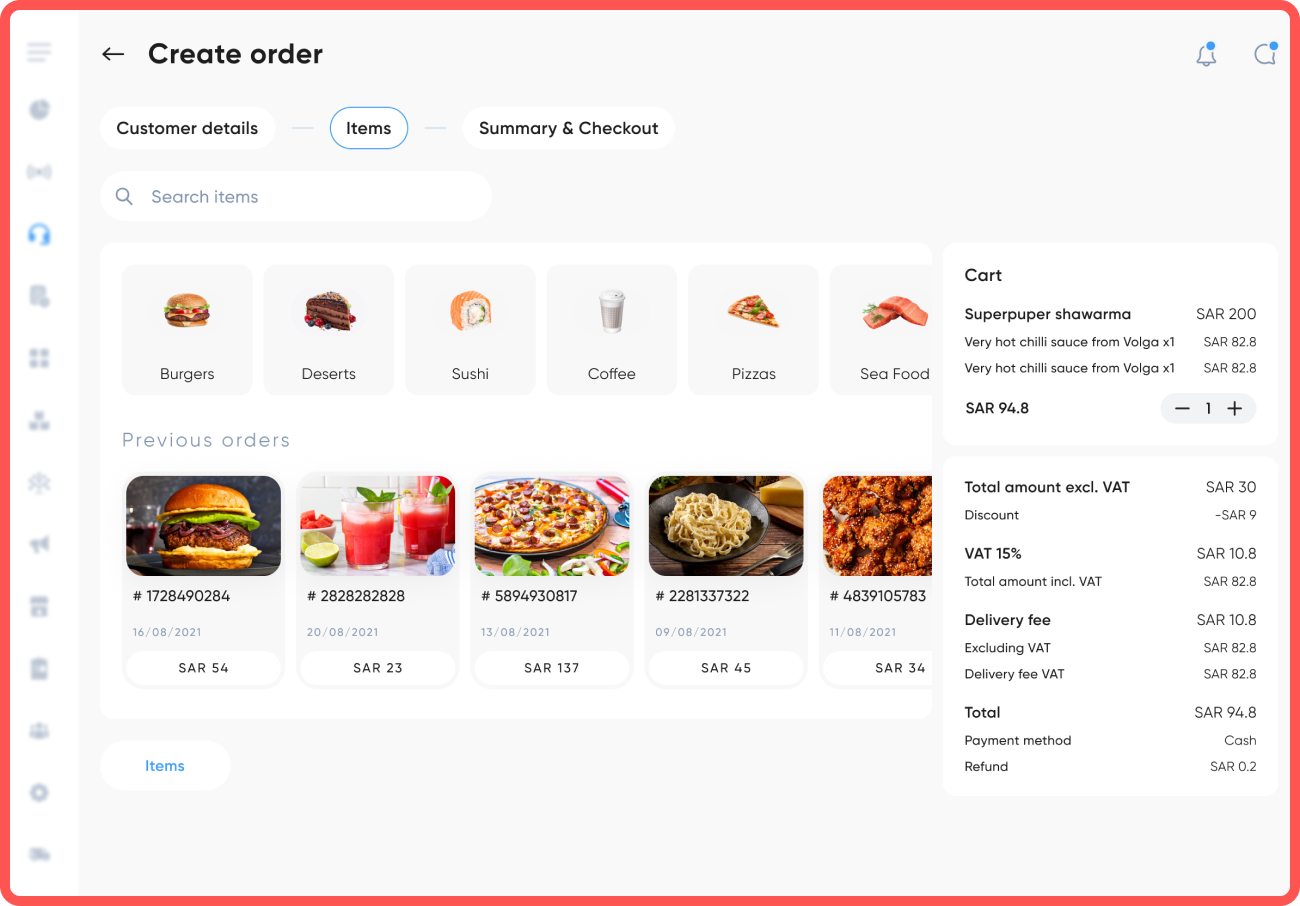 Create order
Customer details
Items
Summary & Checkout
Search items
Burgers
Deserts
Sushi
Coffee
Pizzas
Sea Food
Previous orders
# 1728490284
16/08/2021
SAR 54
# 2828282828
20/08/2021
SAR 23
# 5894930817
13/08/2021
SAR 137
# 2281337322
09/08/2021
SAR 45
# 4839105783
11/08/2021
SAR 34
Items
Cart
Superpuper shawarma SAR 200
Very hot chilli sauce from Volga x1 SAR 82.8
Very hot chilli sauce from Volga x1 SAR 82.8
SAR 94.8 1
Total amount excl. VAT SAR 30
Discount -SAR 9
VAT 15% SAR 10.8
Total amount incl. VAT SAR 82.8
Delivery fee SAR 10.8
Excluding VAT SAR 82.8
Delivery fee VAT SAR 82.8
Total SAR 94.8
Payment method Cash
Refund SAR 0.2